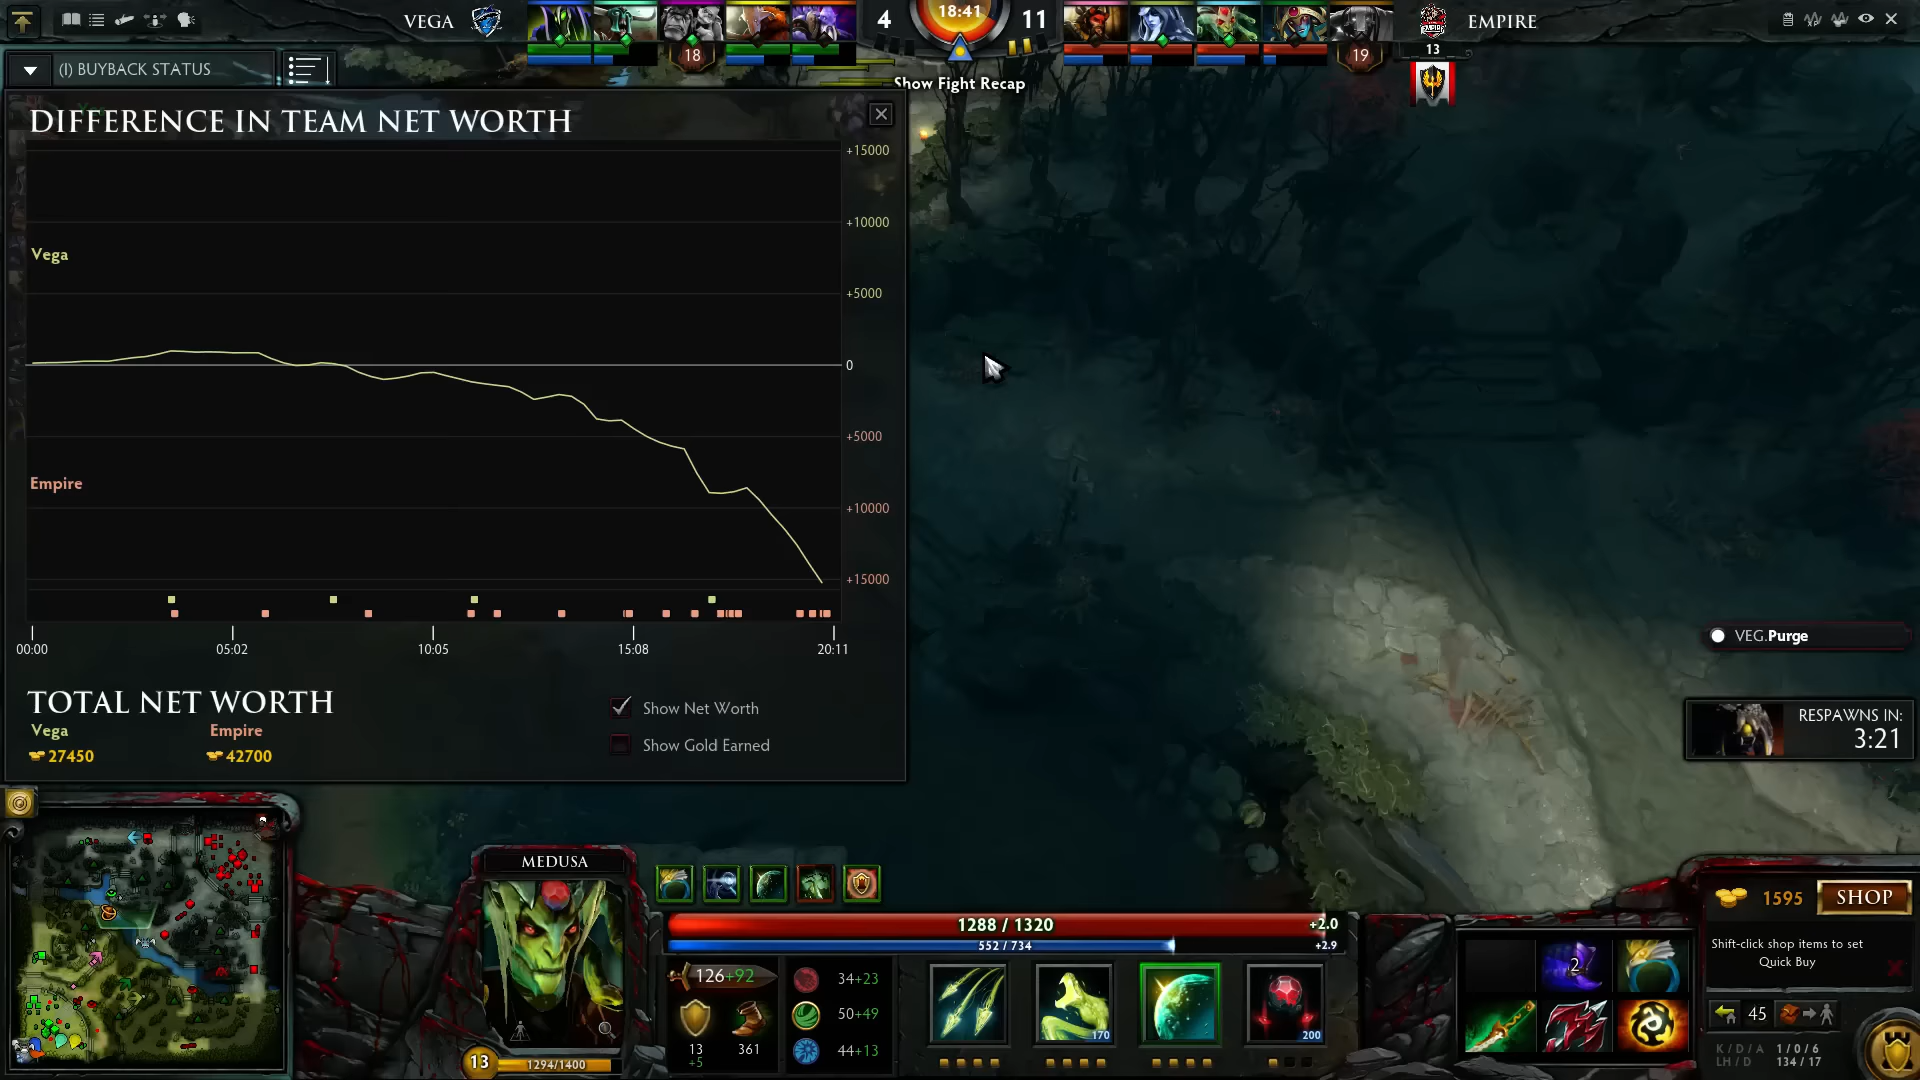 VEGA
4
18:41
11
EMPIRE
18
19
13
(I) BUYBACK STATUS
Show Fight Recap
DIFFERENCE IN TEAM NET WORTH
+15000
+10000
Vega
+5000
0
+5000
Empire
+10000
+15000
00:00
05:02
10:05
15:08
20:11
TOTAL NET WORTH
Vega
Empire
27450
42700
Show Net Worth
Show Gold Earned
VEG.Purge
RESPAWNS IN:
3:21
MEDUSA
1288 / 1320
+2.0
552 / 734
+2.9
126+92
34+23
50+49
44+13
13
+5
361
170
200
13
1294/1400
2
1595
SHOP
Shift-click shop items to set
Quick Buy
45
K / D / A 1 / 0 / 6
LH / D 134 / 17